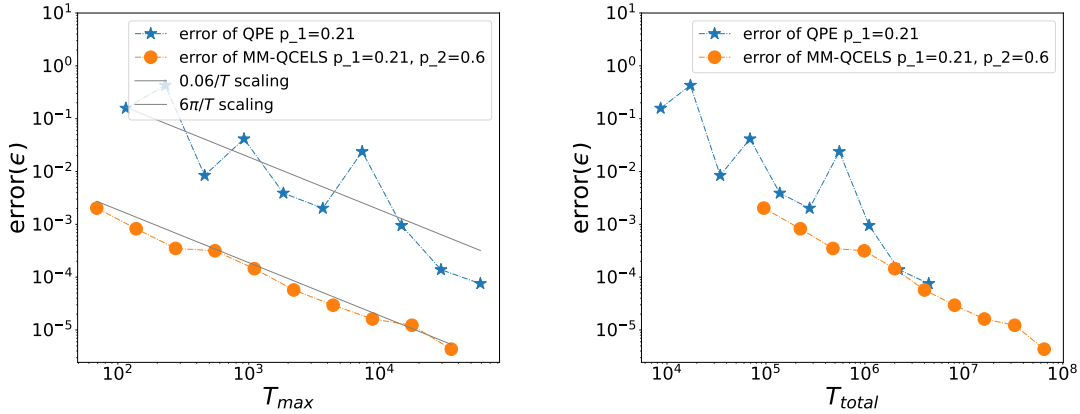 error(ϵ)
10^1
10^0
10^-1
10^-2
10^-3
10^-4
10^-5
error of QPE p_1=0.21
error of MM-QCELS p_1=0.21, p_2=0.6
0.06/T scaling
6π/T scaling
10^2
10^3
10^4
T_max
error(ϵ)
10^1
10^0
10^-1
10^-2
10^-3
10^-4
10^-5
error of QPE p_1=0.21
error of MM-QCELS p_1=0.21, p_2=0.6
10^4
10^5
10^6
10^7
10^8
T_total